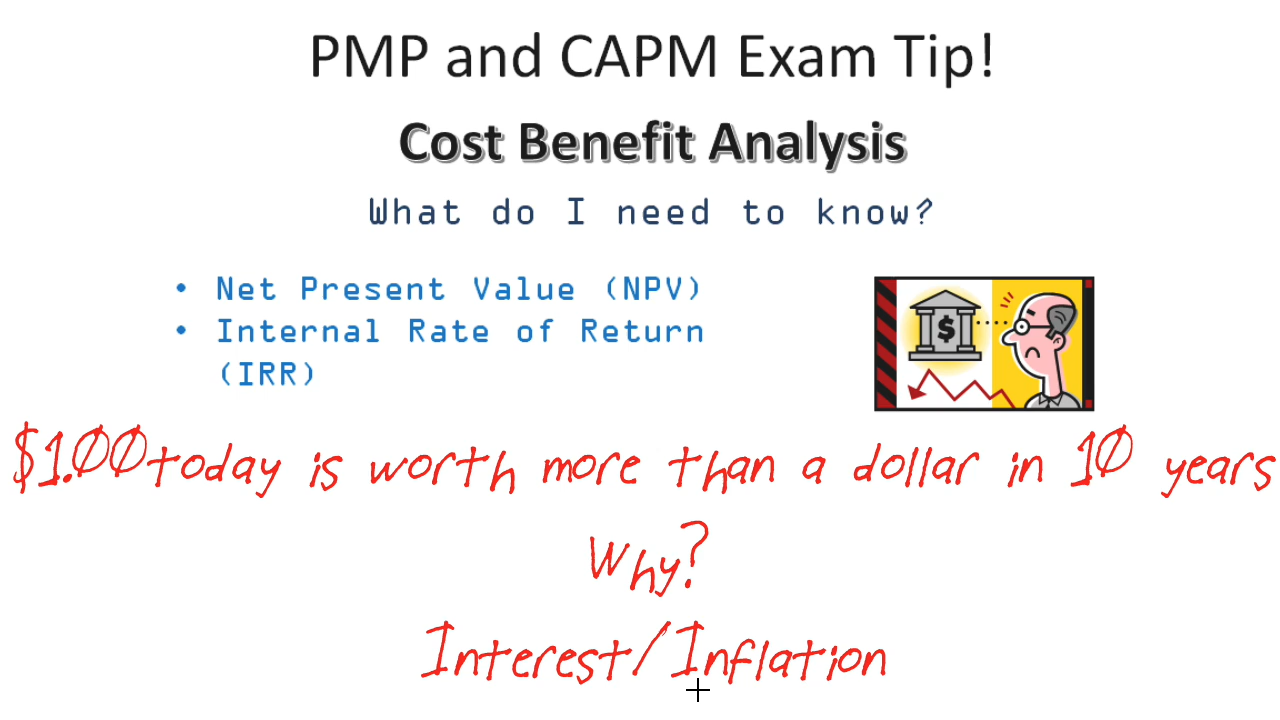 PMP and CAPM Exam Tip!
Cost Benefit Analysis
What do I need to know?
• Net Present Value (NPV)
• Internal Rate of Return
(IRR)
$
$1.00 today is worth more than a dollar in 10 years
Why?
Interest/Inflation